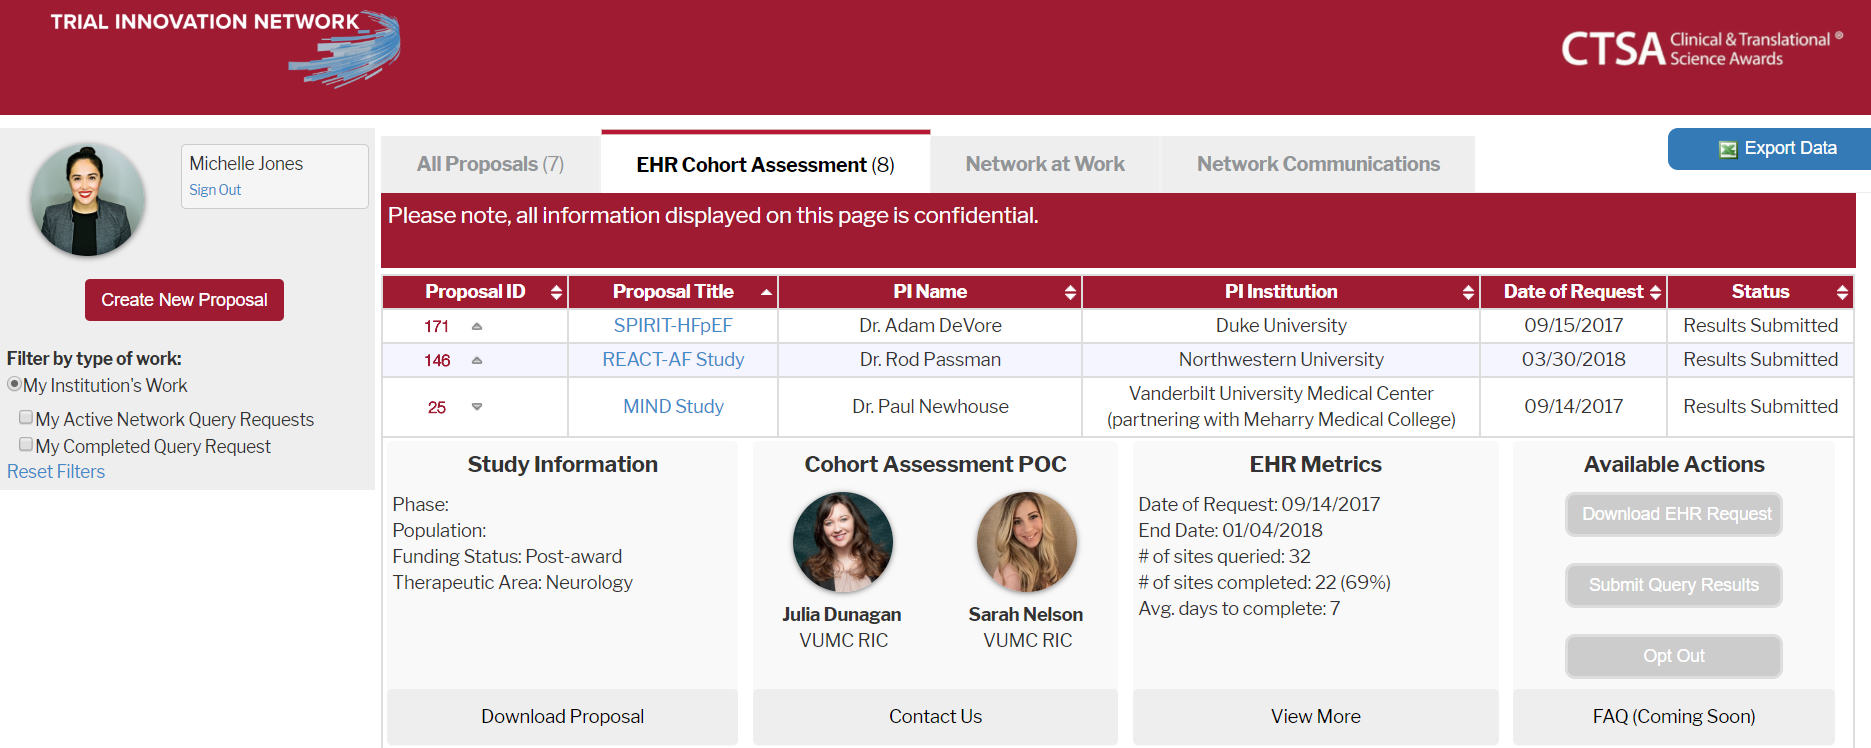 TRIAL INNOVATION NETWORK
CTSA Clinical & Translational ®
Science Awards
Michelle Jones
Sign Out
Create New Proposal
Filter by type of work:
My Institution's Work
My Active Network Query Requests
My Completed Query Request
Reset Filters
All Proposals (7)
EHR Cohort Assessment (8)
Network at Work
Network Communications
Export Data
Please note, all information displayed on this page is confidential.
Proposal ID Proposal Title PI Name PI Institution Date of Request Status
171 SPIRIT-HFpEF Dr. Adam DeVore Duke University 09/15/2017 Results Submitted
146 REACT-AF Study Dr. Rod Passman Northwestern University 03/30/2018 Results Submitted
25 MIND Study Dr. Paul Newhouse Vanderbilt University Medical Center
(partnering with Meharry Medical College) 09/14/2017 Results Submitted
Study Information
Phase:
Population:
Funding Status: Post-award
Therapeutic Area: Neurology
Download Proposal
Cohort Assessment POC
Julia Dunagan
VUMC RIC
Sarah Nelson
VUMC RIC
Contact Us
EHR Metrics
Date of Request: 09/14/2017
End Date: 01/04/2018
# of sites queried: 32
# of sites completed: 22 (69%)
Avg. days to complete: 7
View More
Available Actions
Download EHR Request
Submit Query Results
Opt Out
FAQ (Coming Soon)